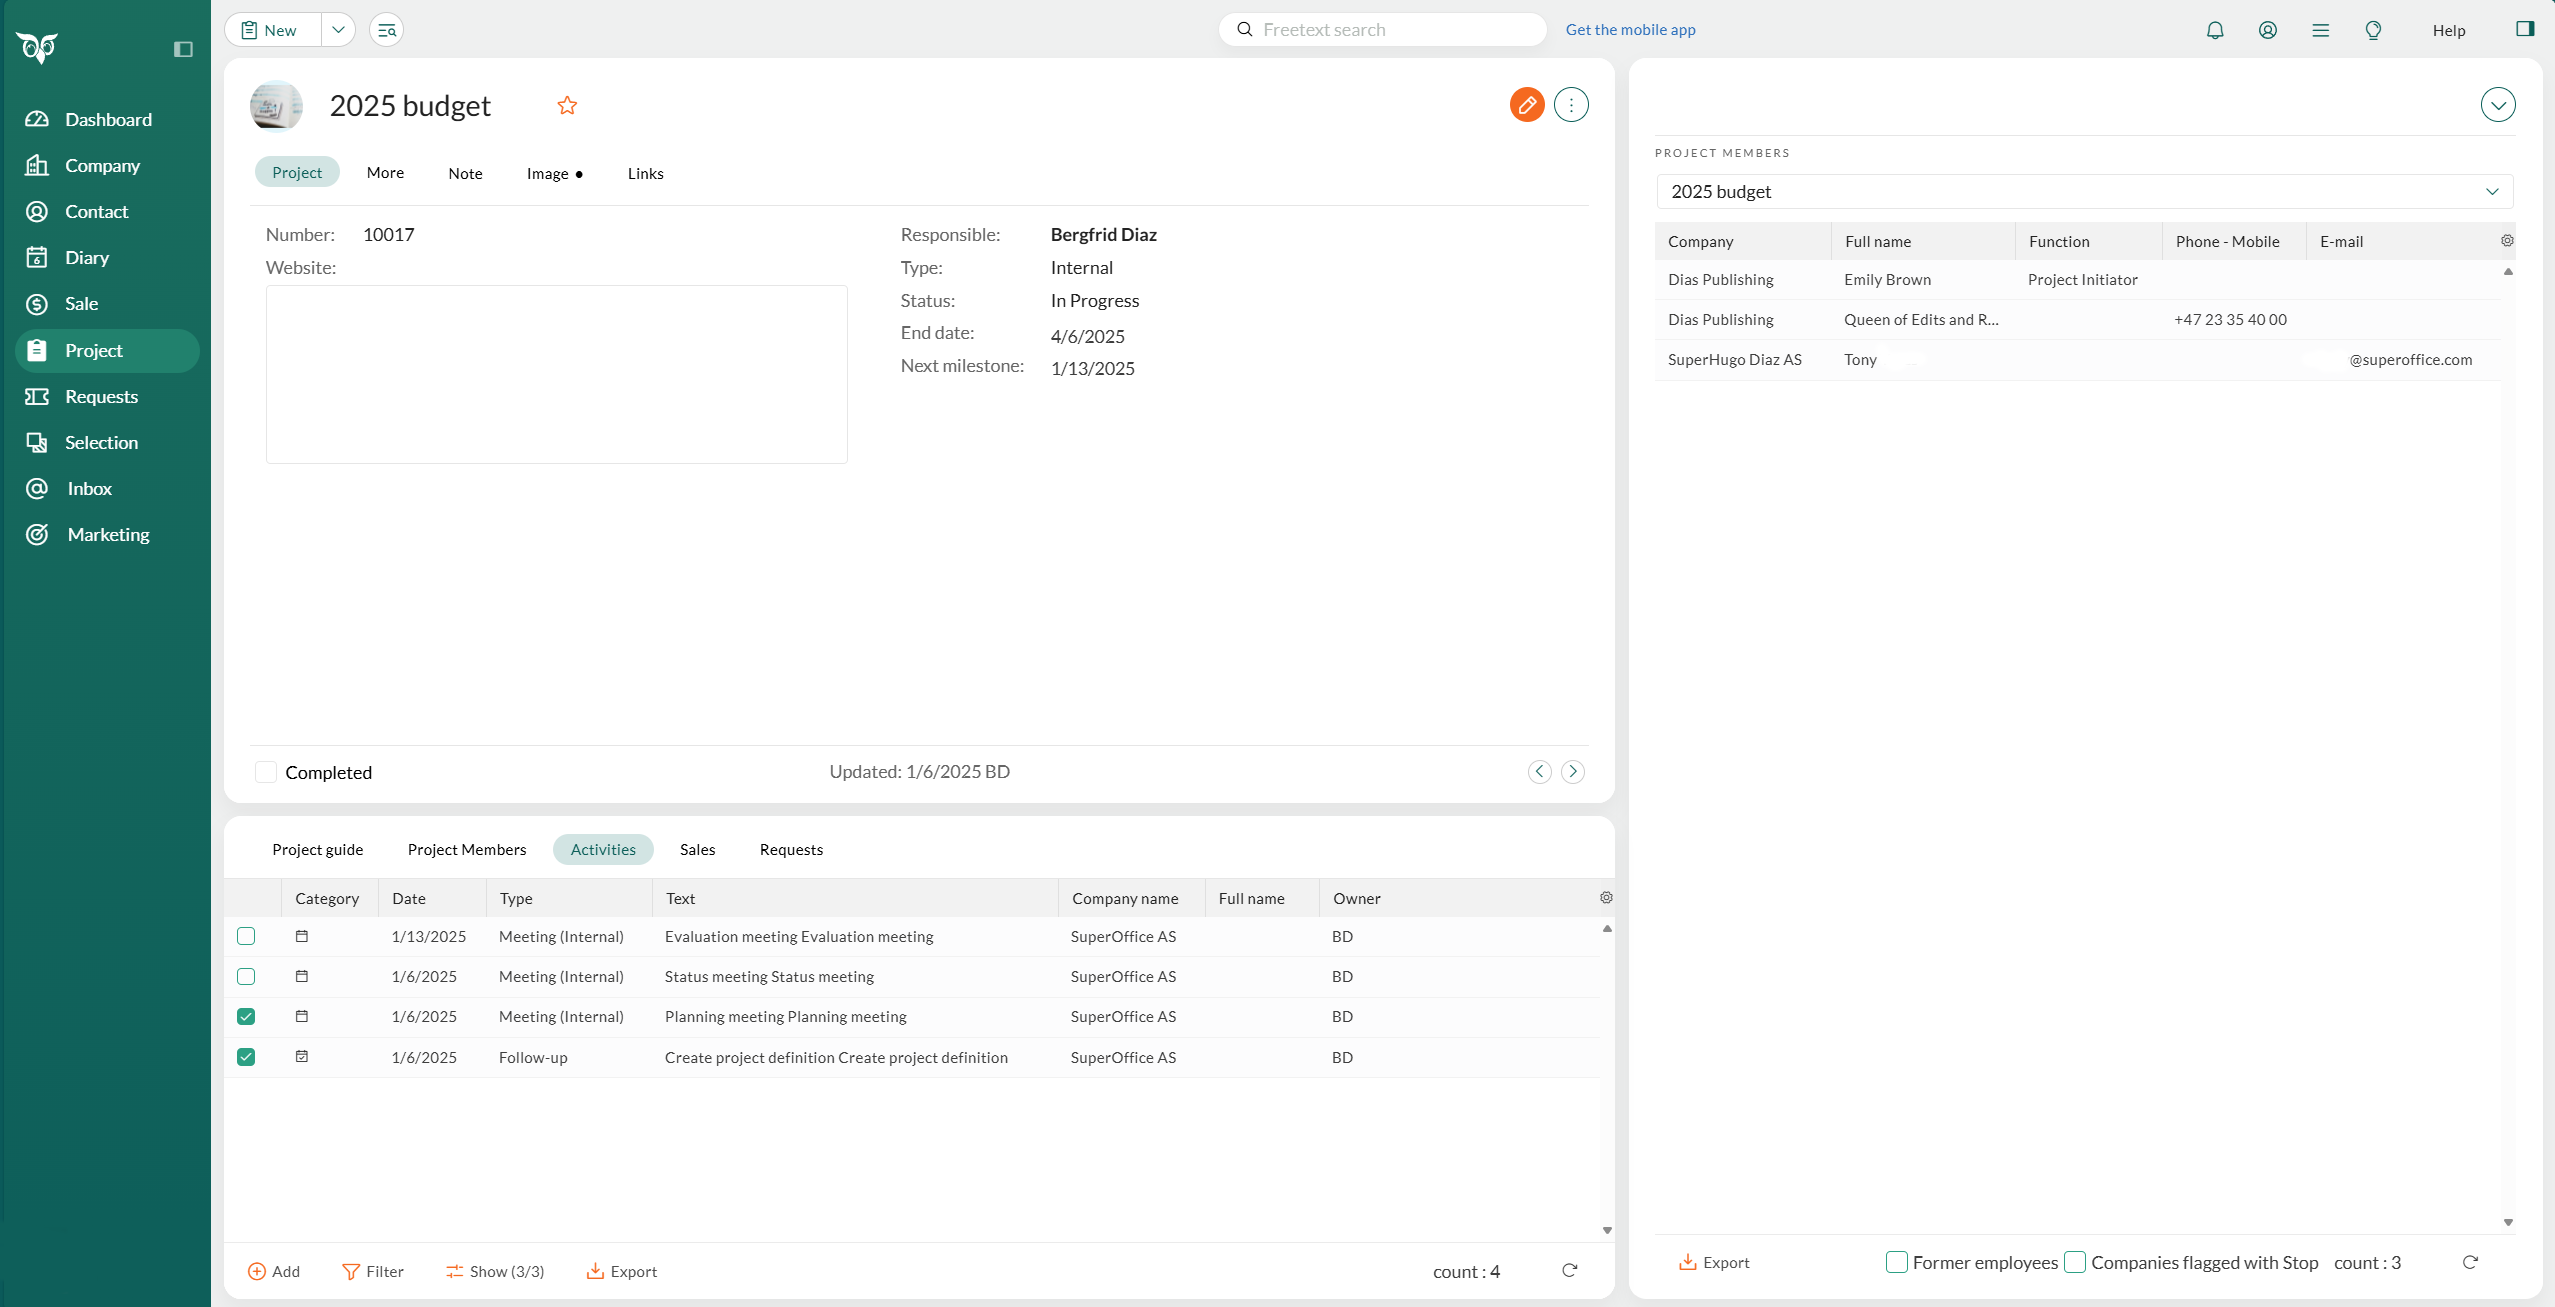 New
Freetext search
Get the mobile app
Help
Dashboard
Company
Contact
6
Diary
Sale
Project
Requests
Selection
Inbox
Marketing
2025 budget
Project
More
Note
Image
Links
Number: 10017
Website:
Responsible: Bergfrid Diaz
Type: Internal
Status: In Progress
End date: 4/6/2025
Next milestone: 1/13/2025
Completed
Updated: 1/6/2025 BD
Project guide
Project Members
Activities
Sales
Requests
Category Date Type Text Company name Full name Owner
1/13/2025 Meeting (Internal) Evaluation meeting Evaluation meeting SuperOffice AS BD
1/6/2025 Meeting (Internal) Status meeting Status meeting SuperOffice AS BD
1/6/2025 Meeting (Internal) Planning meeting Planning meeting SuperOffice AS BD
1/6/2025 Follow-up Create project definition Create project definition SuperOffice AS BD
Add
Filter
Show (3/3)
Export
count : 4
PROJECT MEMBERS
2025 budget
Company Full name Function Phone - Mobile E-mail
Dias Publishing Emily Brown Project Initiator
Dias Publishing Queen of Edits and R... +47 23 35 40 00
SuperHugo Diaz AS Tony @superoffice.com
Export
Former employees
Companies flagged with Stop
count : 3